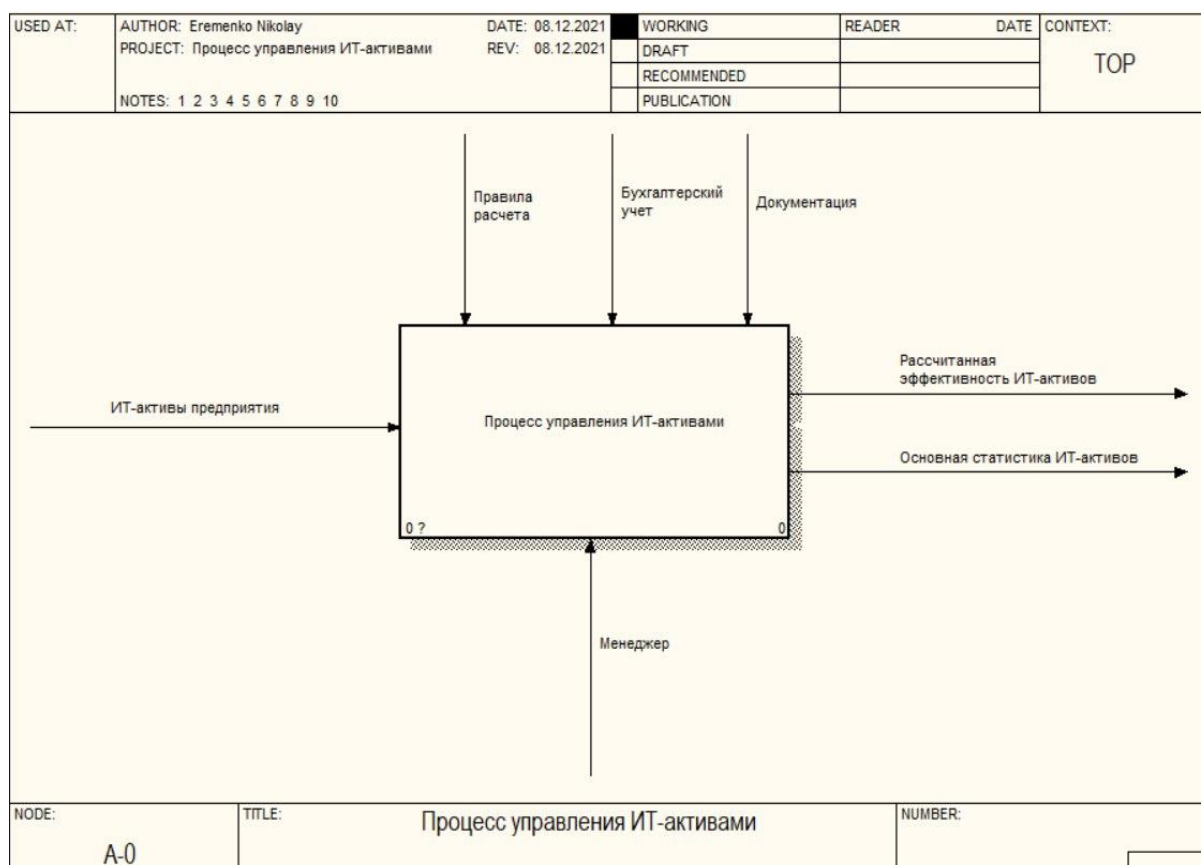 USED AT:
AUTHOR: Eremenko Nikolay
DATE: 08.12.2021
PROJECT: Процесс управления ИТ-активами
REV: 08.12.2021
NOTES: 1 2 3 4 5 6 7 8 9 10
WORKING
DRAFT
RECOMMENDED
PUBLICATION
READER
DATE
CONTEXT:
TOP
Правила
расчета
Бухгалтерский
учет
Документация
ИТ-активы предприятия
Процесс управления ИТ-активами
0 ?
0
Рассчитанная
эффективность ИТ-активов
Основная статистика ИТ-активов
Менеджер
NODE:
A-0
TITLE:
Процесс управления ИТ-активами
NUMBER: